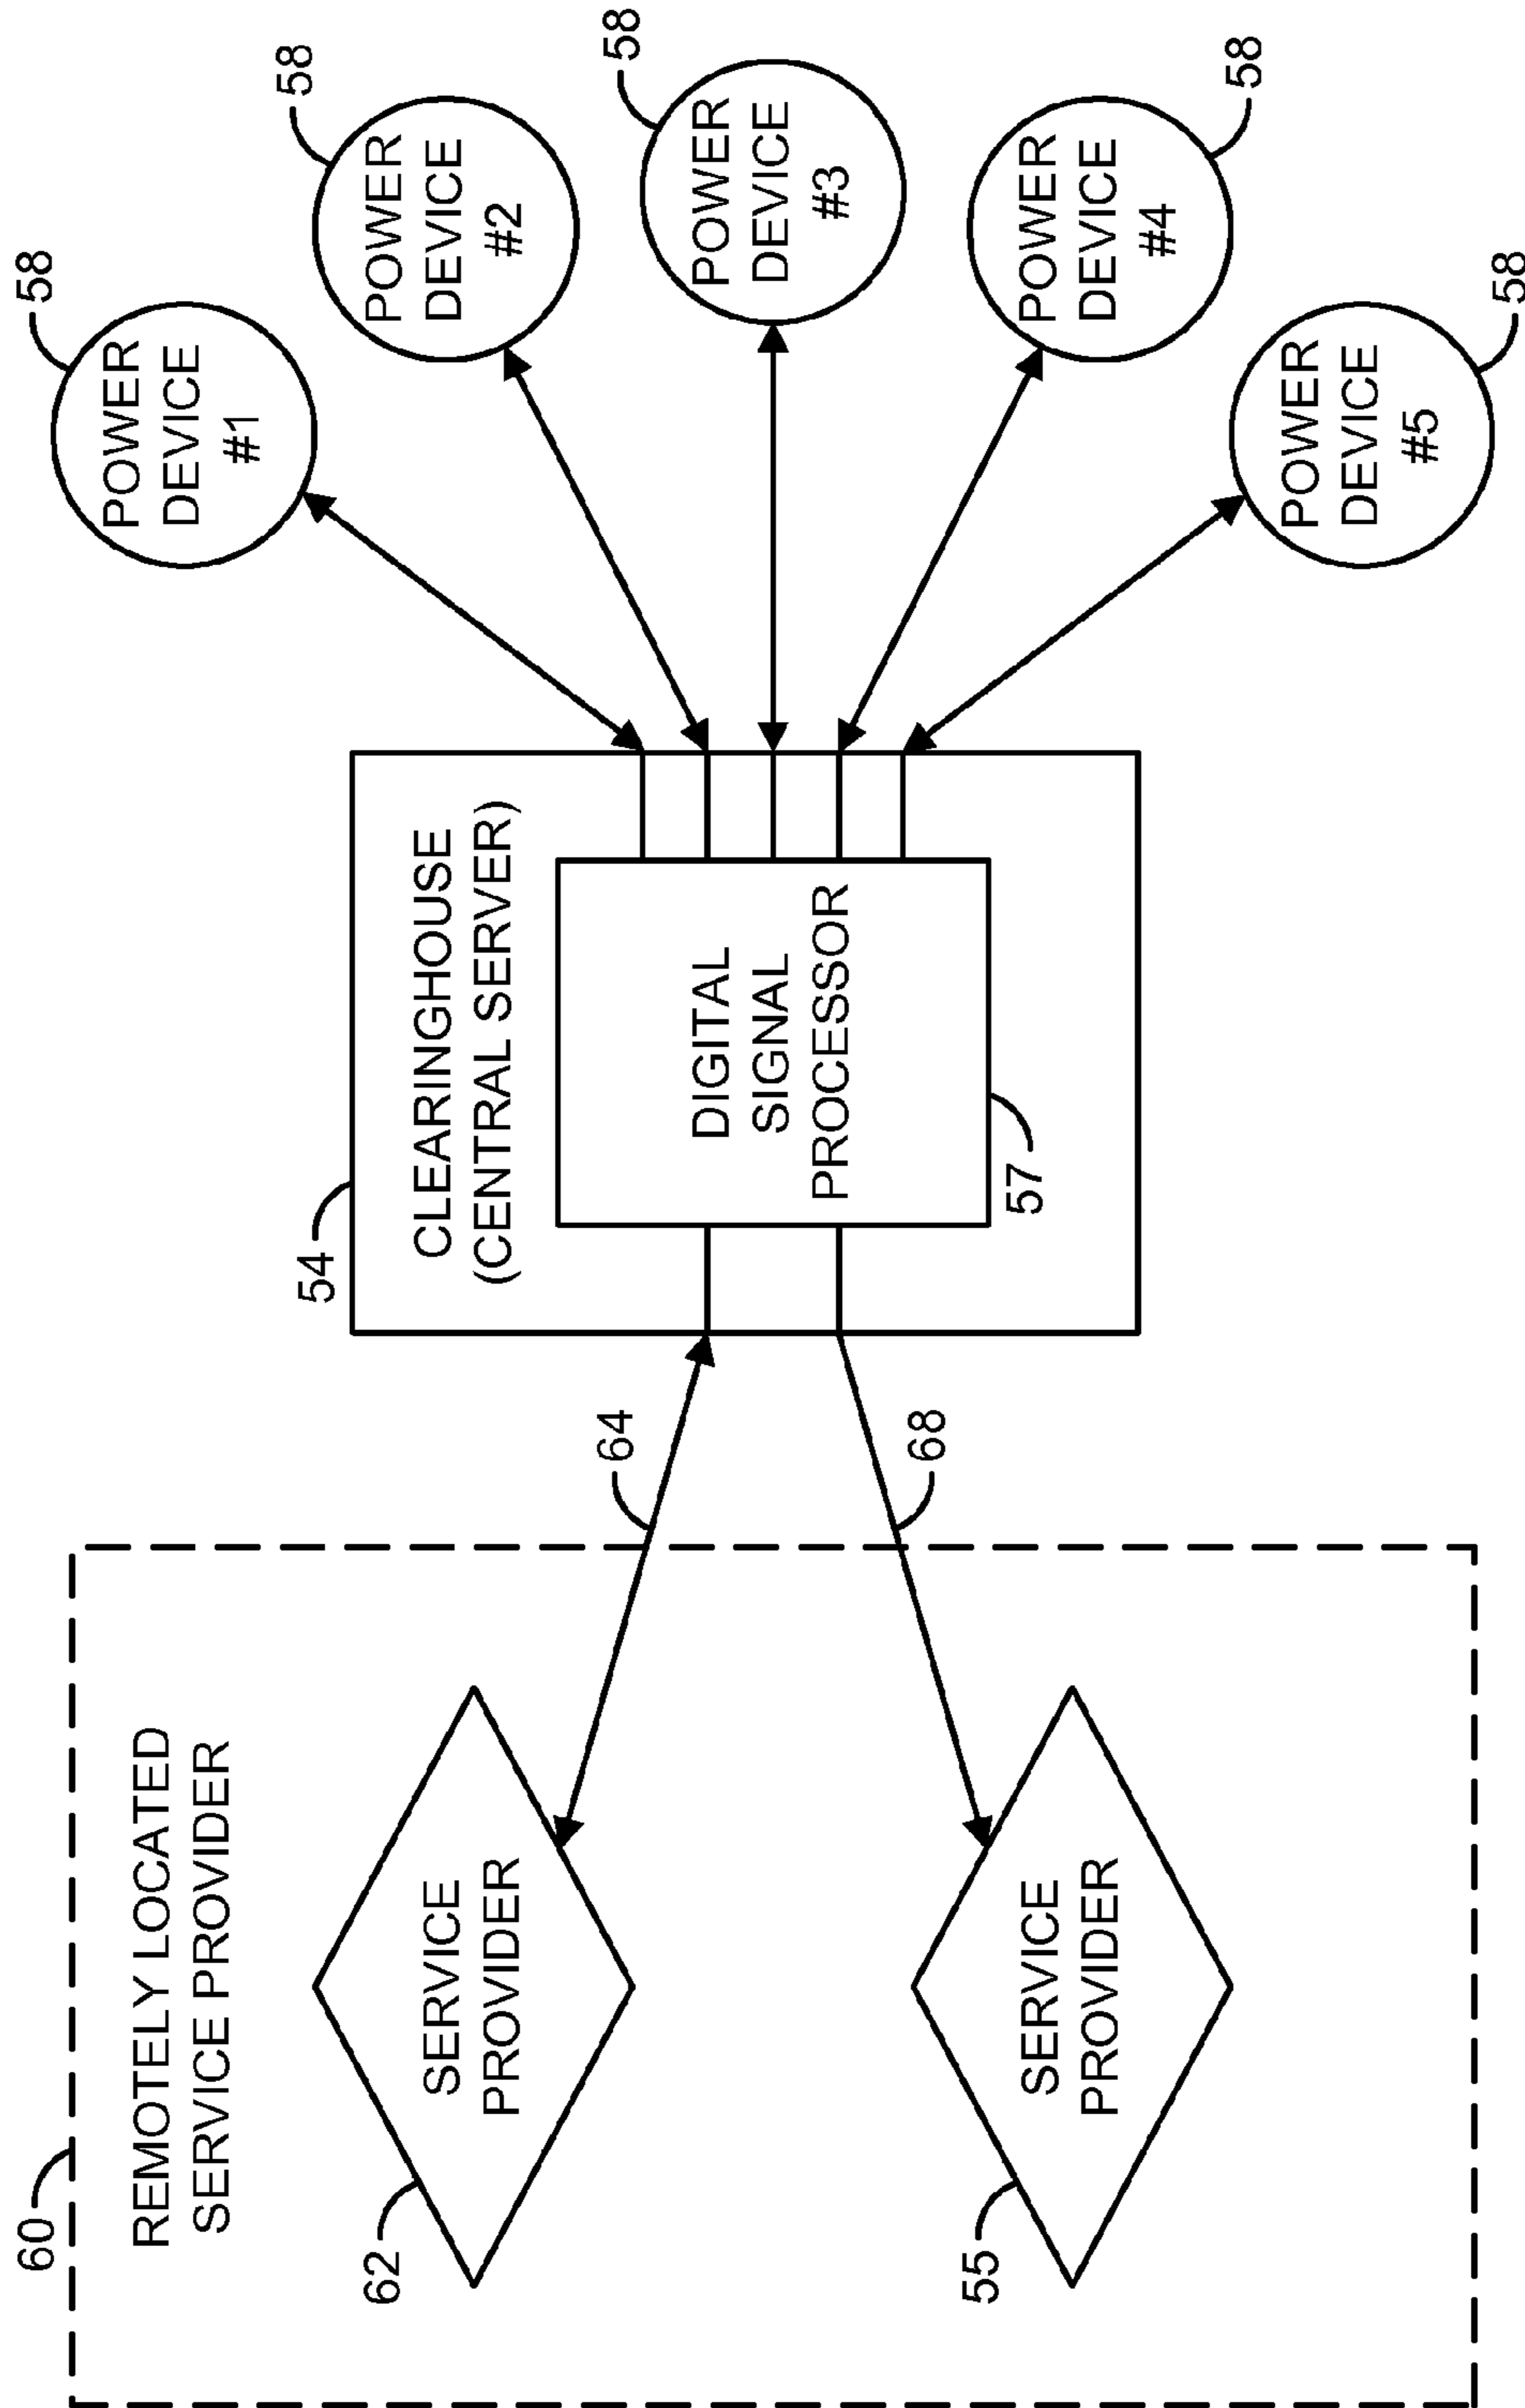 60
REMOTELY LOCATED
SERVICE PROVIDER
62
SERVICE
PROVIDER
55
SERVICE
PROVIDER
64
68
54
CLEARINGHOUSE
(CENTRAL SERVER)
DIGITAL
SIGNAL
PROCESSOR
57
58
POWER
DEVICE
#1
58
POWER
DEVICE
#2
58
POWER
DEVICE
#3
58
POWER
DEVICE
#4
58
POWER
DEVICE
#5